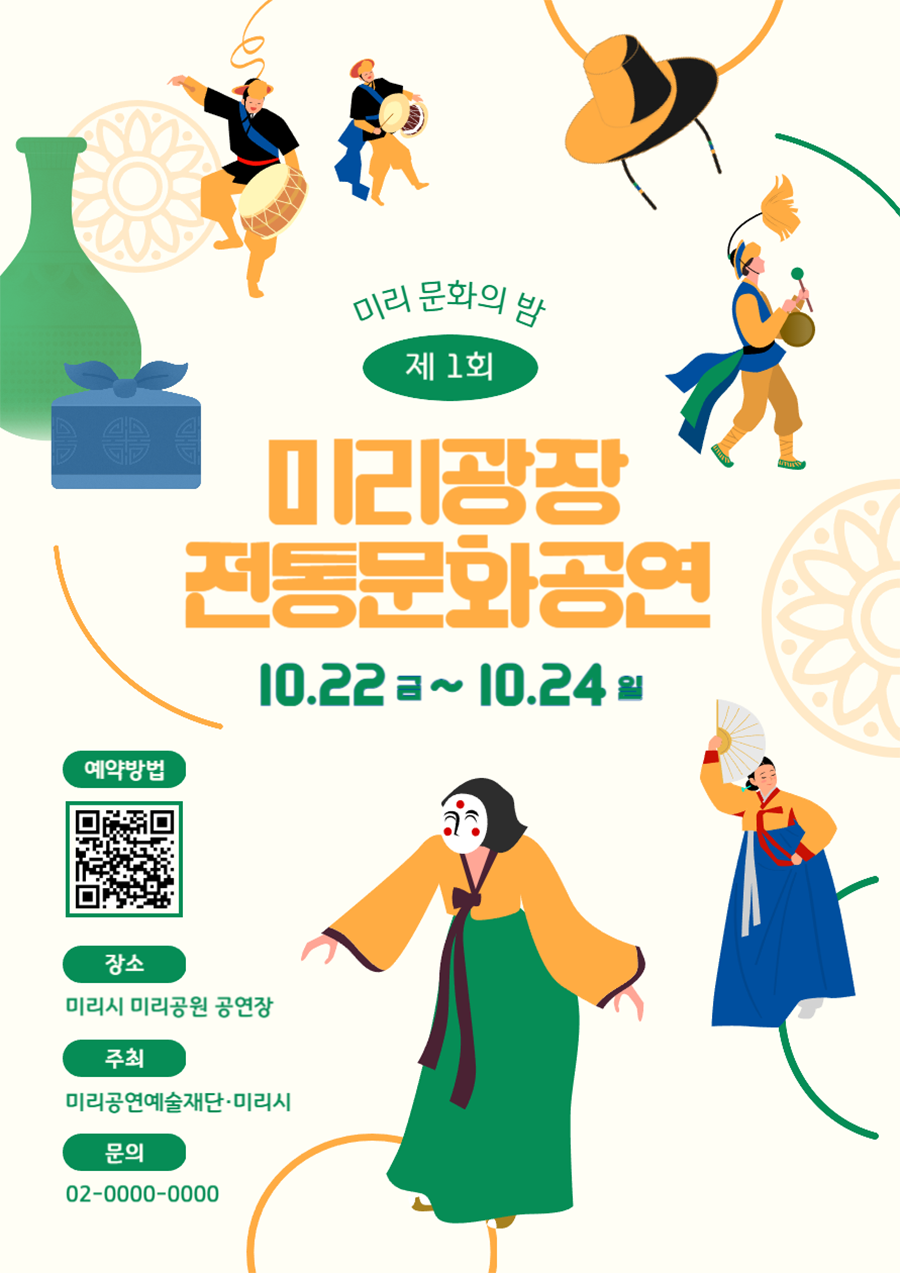 미리 문화의 밤
제 1회
미리광장
전통문화공연
10.22 금 ~ 10.24 일
예약방법
장소
미리시 미리공원 공연장
주최
미리공연예술재단·미리시
문의
02-0000-0000